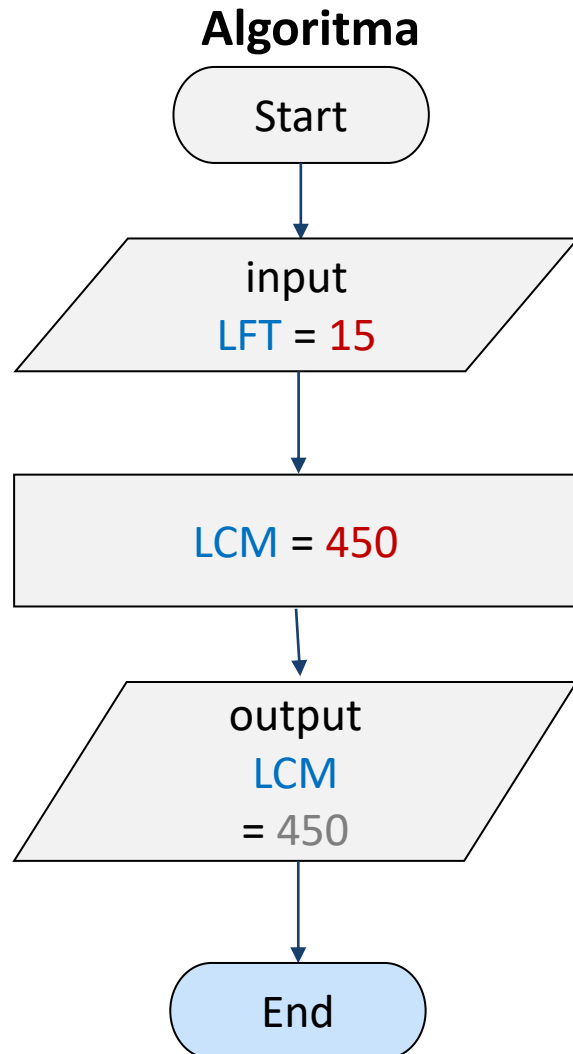 Algoritma
Start
input
LFT = 15
LCM = 450
output
LCM
= 450
End